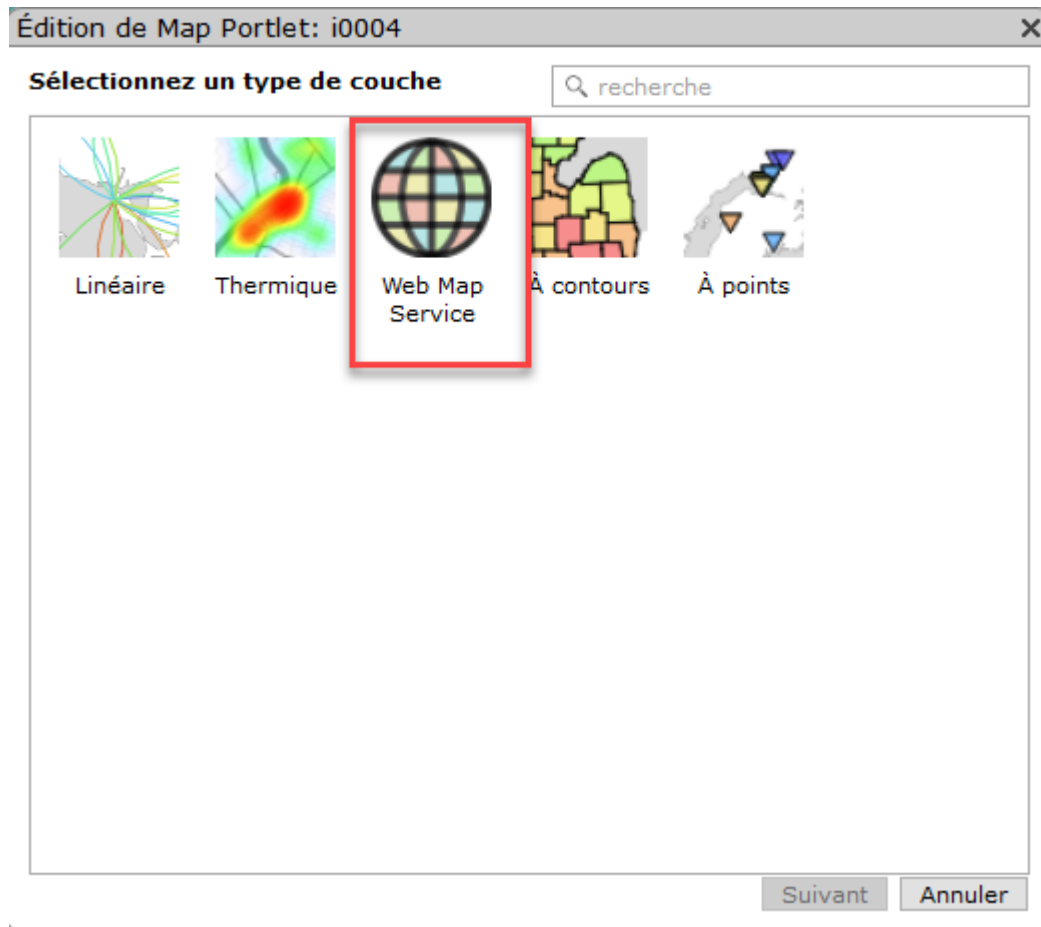 Édition de Map Portlet: i0004
Sélectionnez un type de couche
recherche
Linéaire
Thermique
Web Map
Service
À contours
À points
Suivant
Annuler